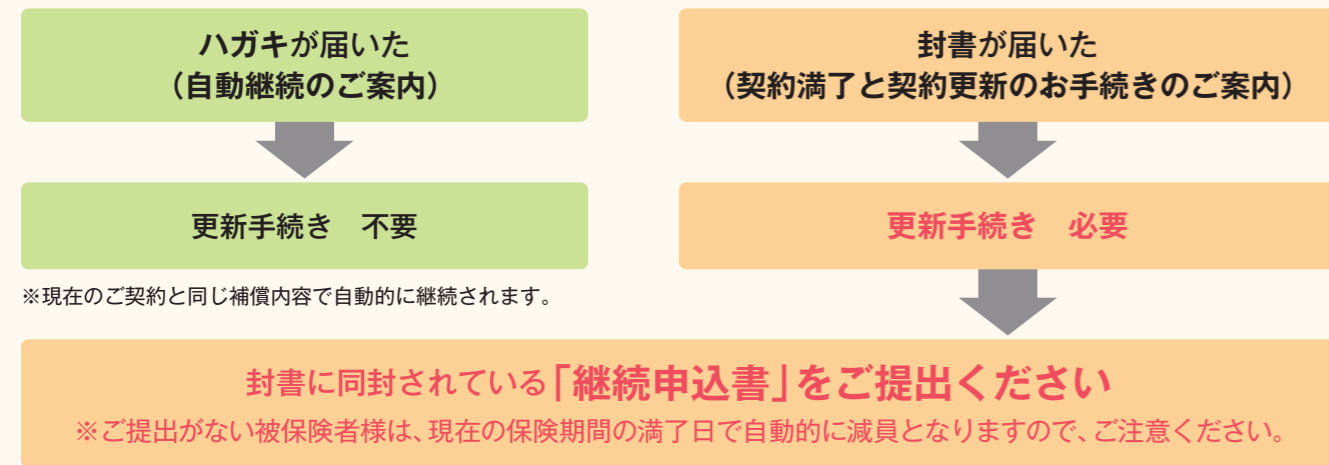 ハガキが届いた
（自動継続のご案内）
更新手続き　不要
※現在のご契約と同じ補償内容で自動的に継続されます。
封書が届いた
（契約満了と契約更新のお手続きのご案内）
更新手続き　必要
封書に同封されている「継続申込書」をご提出ください
※ご提出がない被保険者様は、現在の保険期間の満了日で自動的に減員となりますので、ご注意ください。